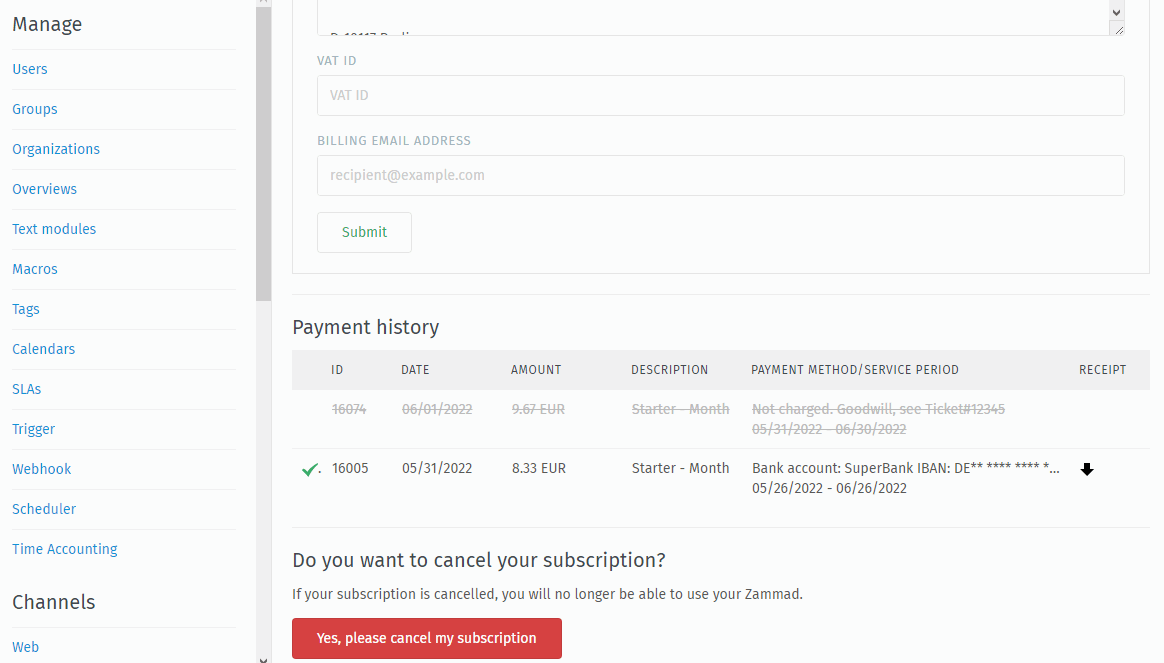 Manage
Users
Groups
Organizations
Overviews
Text modules
Macros
Tags
Calendars
SLAs
Trigger
Webhook
Scheduler
Time Accounting
Channels
Web
VAT ID
VAT ID
BILLING EMAIL ADDRESS
recipient@example.com
Submit
Payment history
ID DATE AMOUNT DESCRIPTION PAYMENT METHOD/SERVICE PERIOD RECEIPT
16074 06/01/2022 9.67 EUR Starter - Month Not charged. Goodwill, see Ticket#12345
05/31/2022 - 06/30/2022
16005 05/31/2022 8.33 EUR Starter - Month Bank account: SuperBank IBAN: DE** **** **** *...
05/26/2022 - 06/26/2022
Do you want to cancel your subscription?
If your subscription is cancelled, you will no longer be able to use your Zammad.
Yes, please cancel my subscription